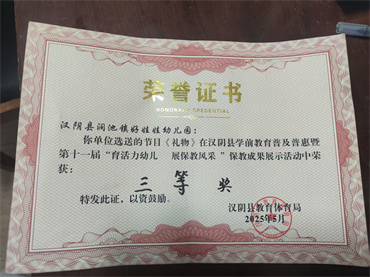 荣誉证书
HONORARY CREDENTIAL
汉阴县涧池镇好娃娃幼儿园：
你单位选送的节目《礼物》在汉阴县学前教育普及普惠暨
第十一届“育活力幼儿 展保教风采”保教成果展示活动中荣
获：
三等奖
特发此证，以资鼓励。
汉阴县教育体育局
2025年5月